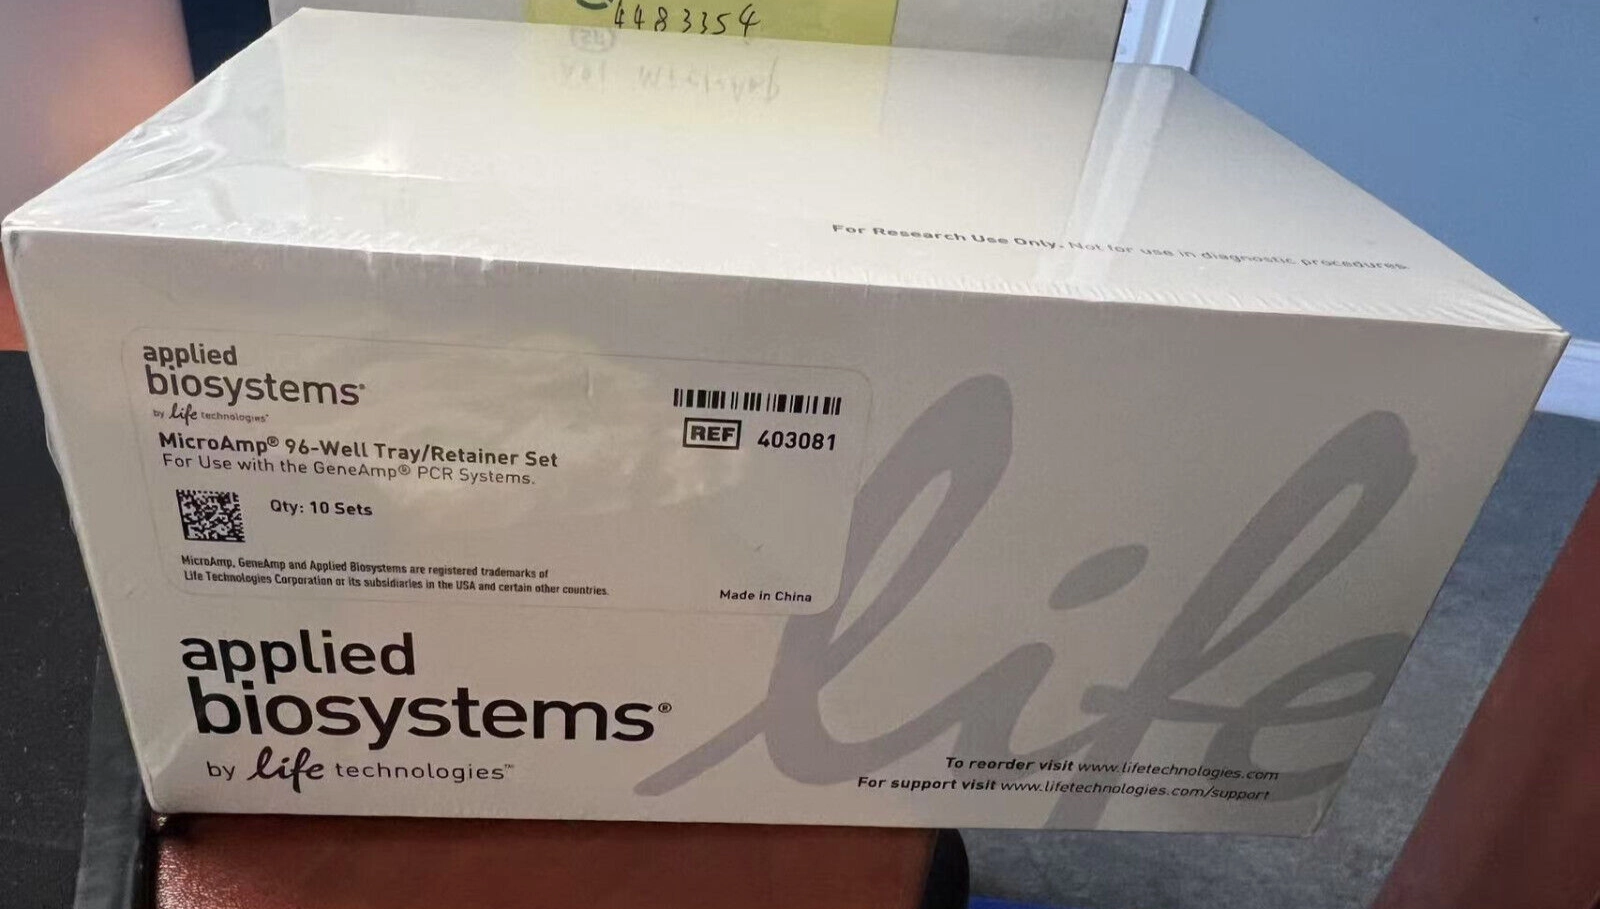 4483354
For Research Use Only. Not for use in diagnostic procedures.
applied
biosystems®
by life technologies™
MicroAmp® 96-Well Tray/Retainer Set
For Use with the GeneAmp® PCR Systems.
REF 403081
Qty: 10 Sets
MicroAmp, GeneAmp and Applied Biosystems are registered trademarks of
Life Technologies Corporation or its subsidiaries in the USA and certain other countries.
Made in China
applied
biosystems®
by life technologies™
life
To reorder visit www.lifetechnologies.com
For support visit www.lifetechnologies.com/support